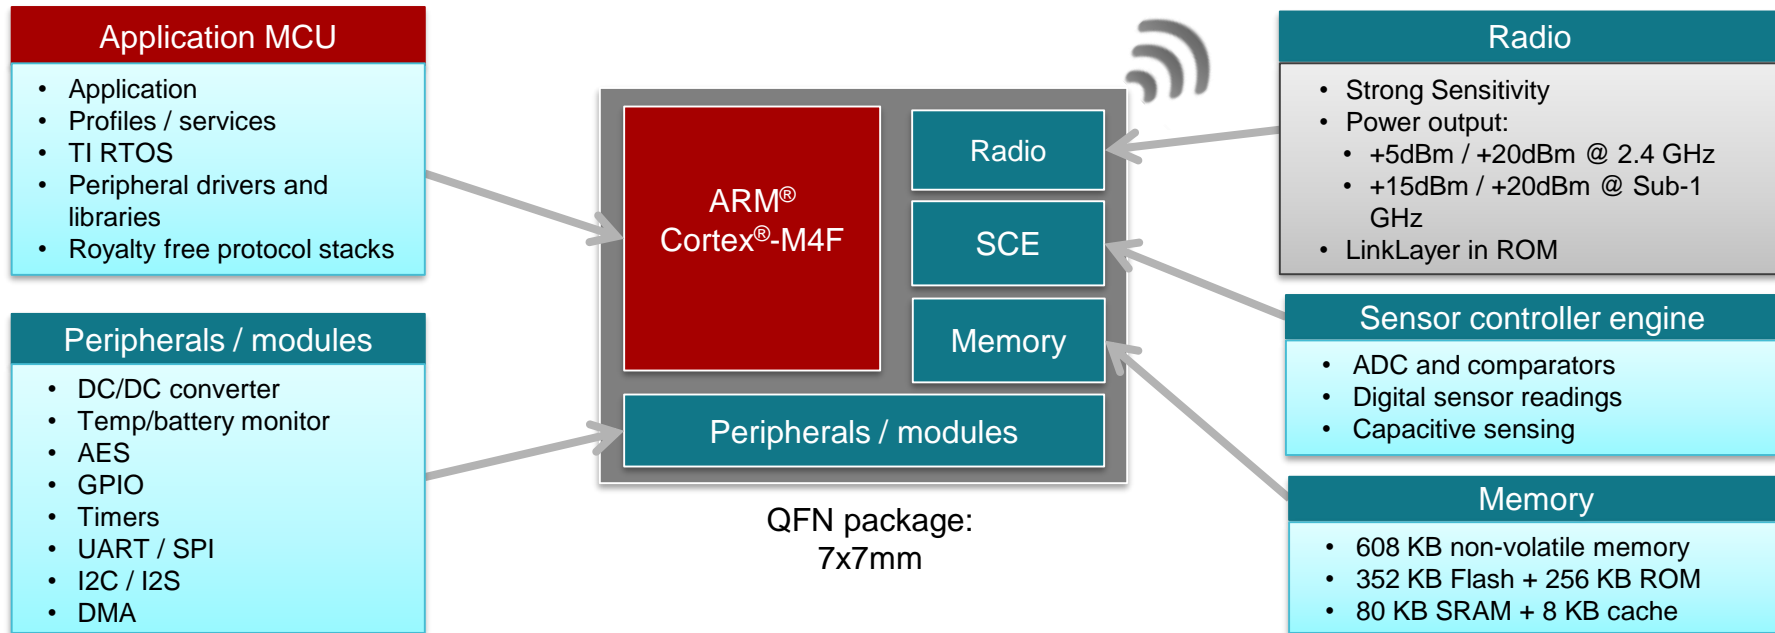 Application MCU
• Application
• Profiles / services
• TI RTOS
• Peripheral drivers and
libraries
• Royalty free protocol stacks
Peripherals / modules
• DC/DC converter
• Temp/battery monitor
• AES
• GPIO
• Timers
• UART / SPI
• I2C / I2S
• DMA
ARM®
Cortex®-M4F
Radio
SCE
Memory
Peripherals / modules
QFN package:
7x7mm
Radio
• Strong Sensitivity
• Power output:
• +5dBm / +20dBm @ 2.4 GHz
• +15dBm / +20dBm @ Sub-1
GHz
• LinkLayer in ROM
Sensor controller engine
• ADC and comparators
• Digital sensor readings
• Capacitive sensing
Memory
• 608 KB non-volatile memory
• 352 KB Flash + 256 KB ROM
• 80 KB SRAM + 8 KB cache